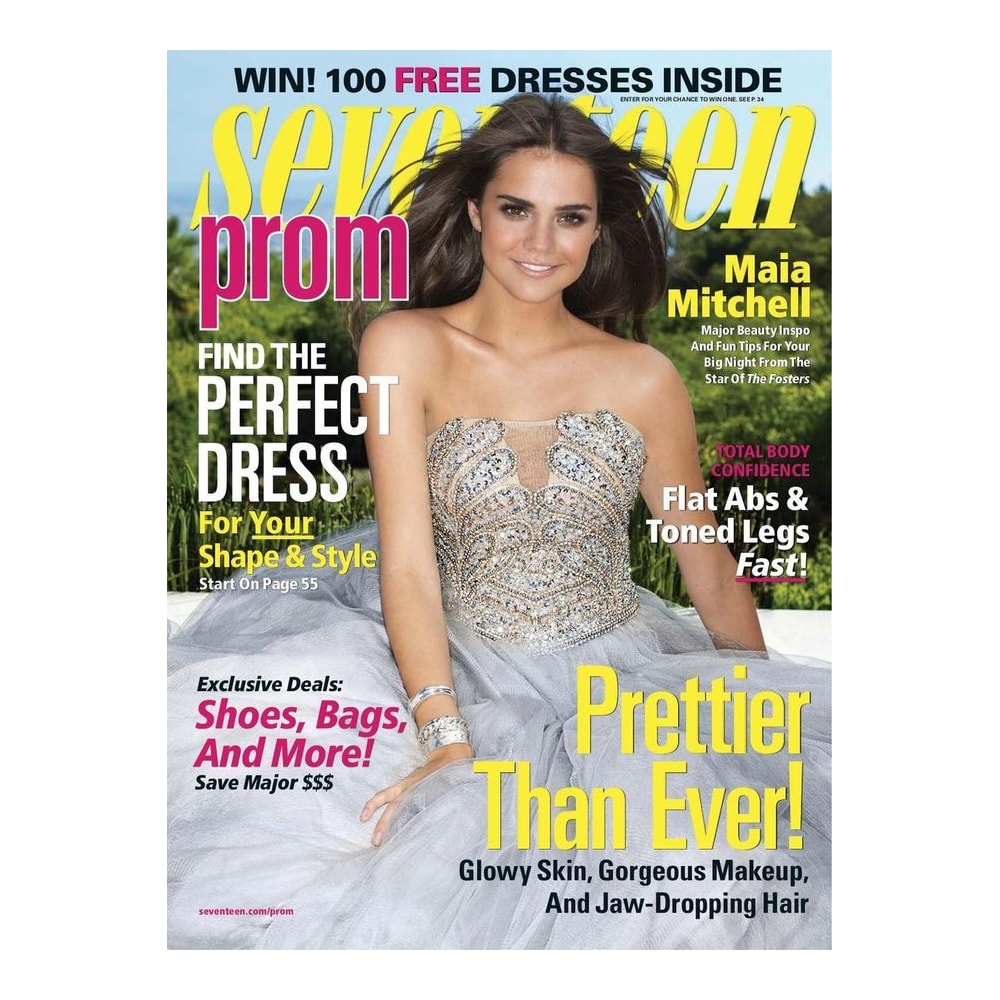 WIN! 100 FREE DRESSES INSIDE
ENTER FOR YOUR CHANCE TO WIN ONE. SEE P. 34
seventeen
prom
Maia
Mitchell
Major Beauty Inspo
And Fun Tips For Your
Big Night From The
Star Of The Fosters
FIND THE
PERFECT
DRESS
For Your
Shape & Style
Start On Page 55
TOTAL BODY
CONFIDENCE
Flat Abs &
Toned Legs
Fast!
Exclusive Deals:
Shoes, Bags,
And More!
Save Major $$$
Prettier
Than Ever!
Glowy Skin, Gorgeous Makeup,
And Jaw-Dropping Hair
seventeen.com/prom